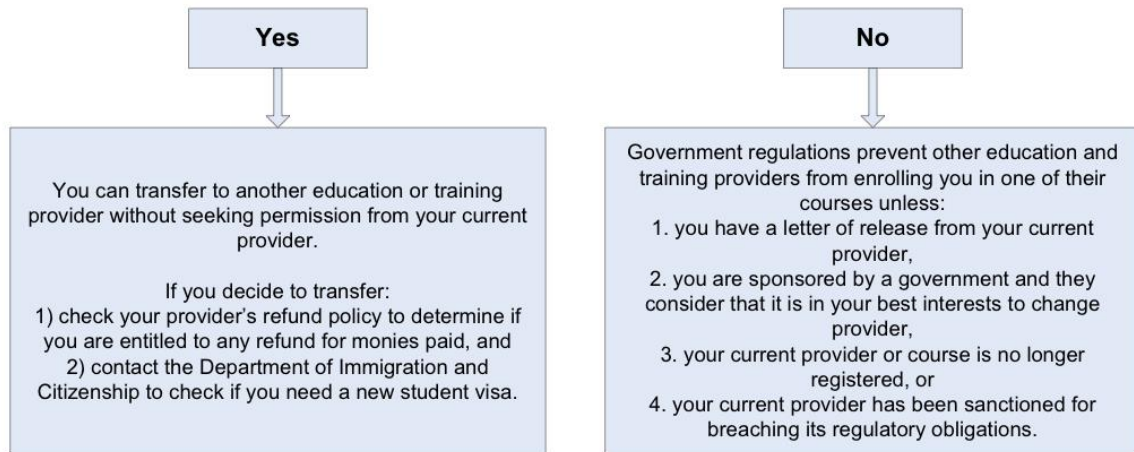 Yes
You can transfer to another education or training
provider without seeking permission from your current
provider.
If you decide to transfer:
1) check your provider's refund policy to determine if
you are entitled to any refund for monies paid, and
2) contact the Department of Immigration and
Citizenship to check if you need a new student visa.
No
Government regulations prevent other education and
training providers from enrolling you in one of their
courses unless:
1. you have a letter of release from your current
provider,
2. you are sponsored by a government and they
consider that it is in your best interests to change
provider,
3. your current provider or course is no longer
registered, or
4. your current provider has been sanctioned for
breaching its regulatory obligations.